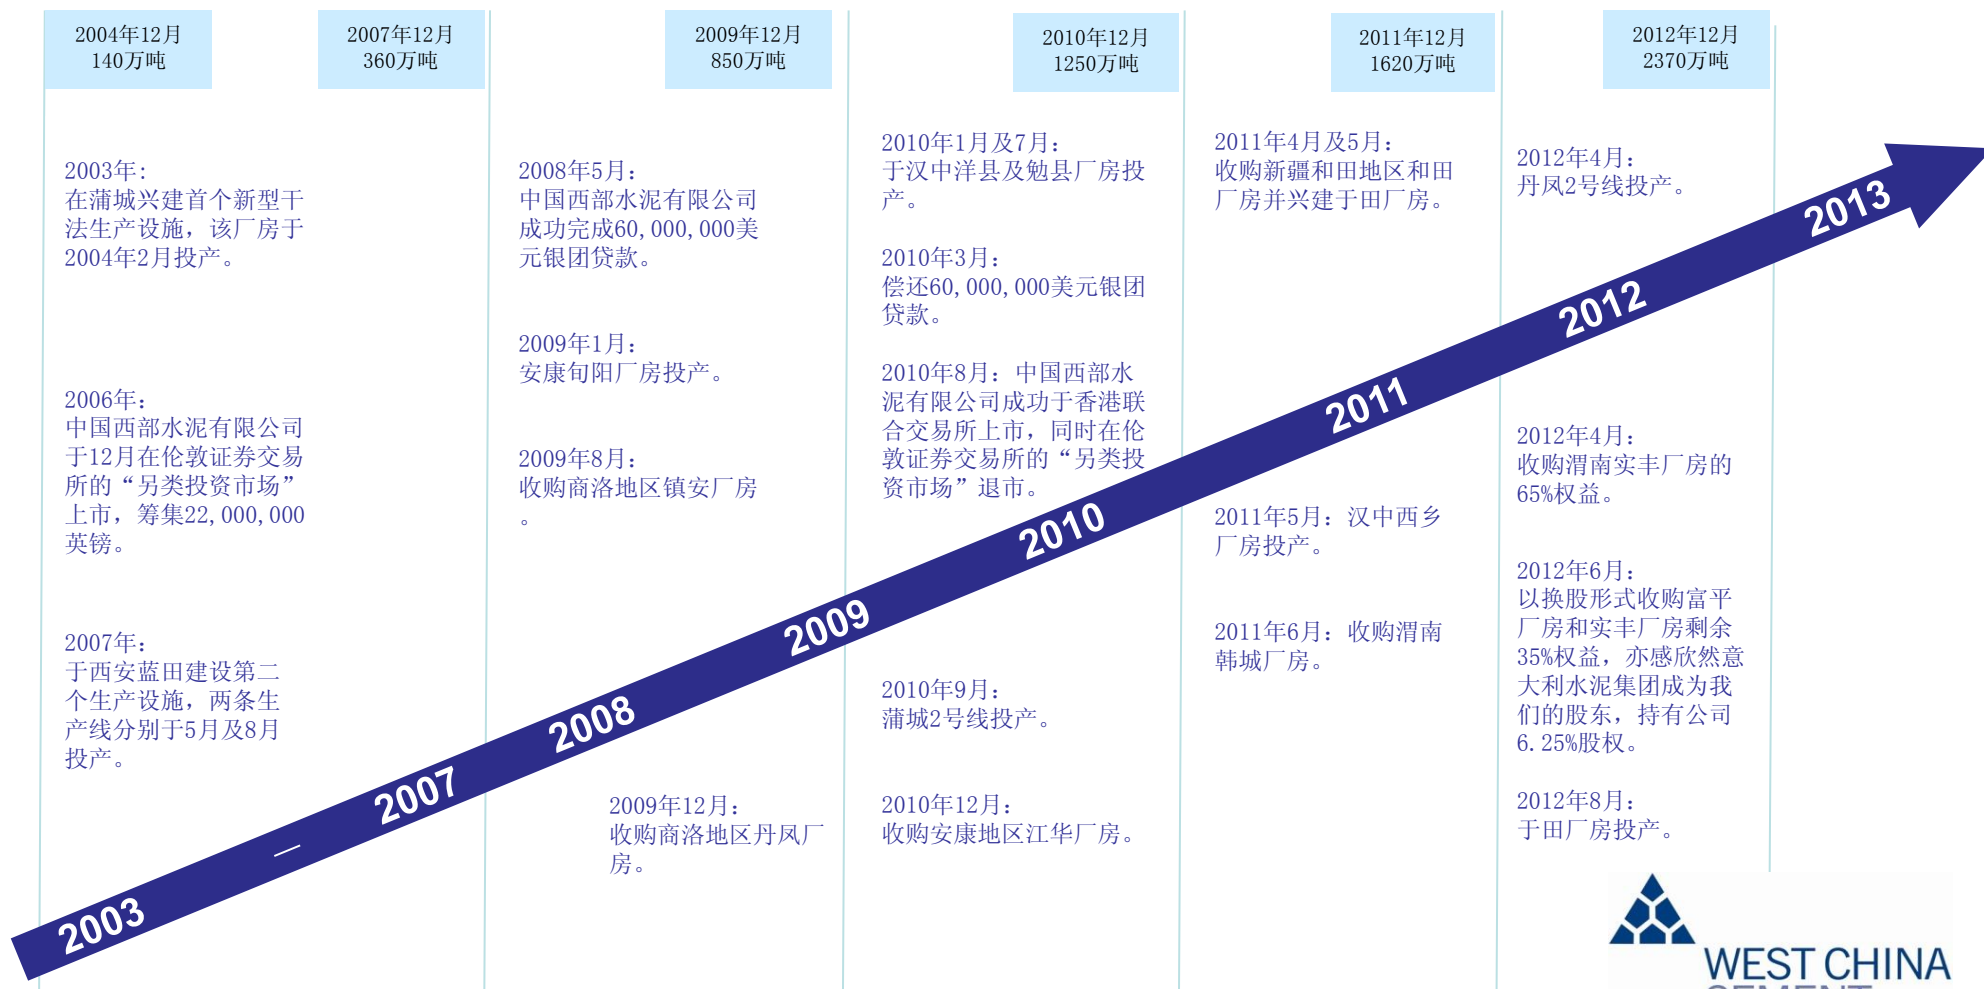 2004年12月
140万吨
2007年12月
360万吨
2009年12月
850万吨
2010年12月
1250万吨
2011年12月
1620万吨
2012年12月
2370万吨
2003年:
在蒲城兴建首个新型干
法生产设施，该厂房于
2004年2月投产。
2006年:
中国西部水泥有限公司
于12月在伦敦证券交易
所的“另类投资市场”
上市，筹集22,000,000
英镑。
2007年:
于西安蓝田建设第二
个生产设施，两条生
产线分别于5月及8月
投产。
2008年5月:
中国西部水泥有限公司
成功完成60,000,000美
元银团贷款。
2009年1月:
安康旬阳厂房投产。
2009年8月:
收购商洛地区镇安厂房
。
2009年12月:
收购商洛地区丹凤厂
房。
2010年1月及7月:
于汉中洋县及勉县厂房投
产。
2010年3月:
偿还60,000,000美元银团
贷款。
2010年8月: 中国西部水
泥有限公司成功于香港联
合交易所上市，同时在伦
敦证券交易所的“另类投
资市场”退市。
2010年9月:
蒲城2号线投产。
2010年12月:
收购安康地区江华厂房。
2011年4月及5月:
收购新疆和田地区和田
厂房并兴建于田厂房。
2011年5月: 汉中西乡
厂房投产。
2011年6月: 收购渭南
韩城厂房。
2012年4月:
丹凤2号线投产。
2012年4月:
收购渭南实丰厂房的
65%权益。
2012年6月:
以换股形式收购富平
厂房和实丰厂房剩余
35%权益，亦感欣然意
大利水泥集团成为我
们的股东，持有公司
6.25%股权。
2012年8月:
于田厂房投产。
2003
—
2007
2008
2009
2010
2011
2012
2013
WEST CHINA
CEMENT